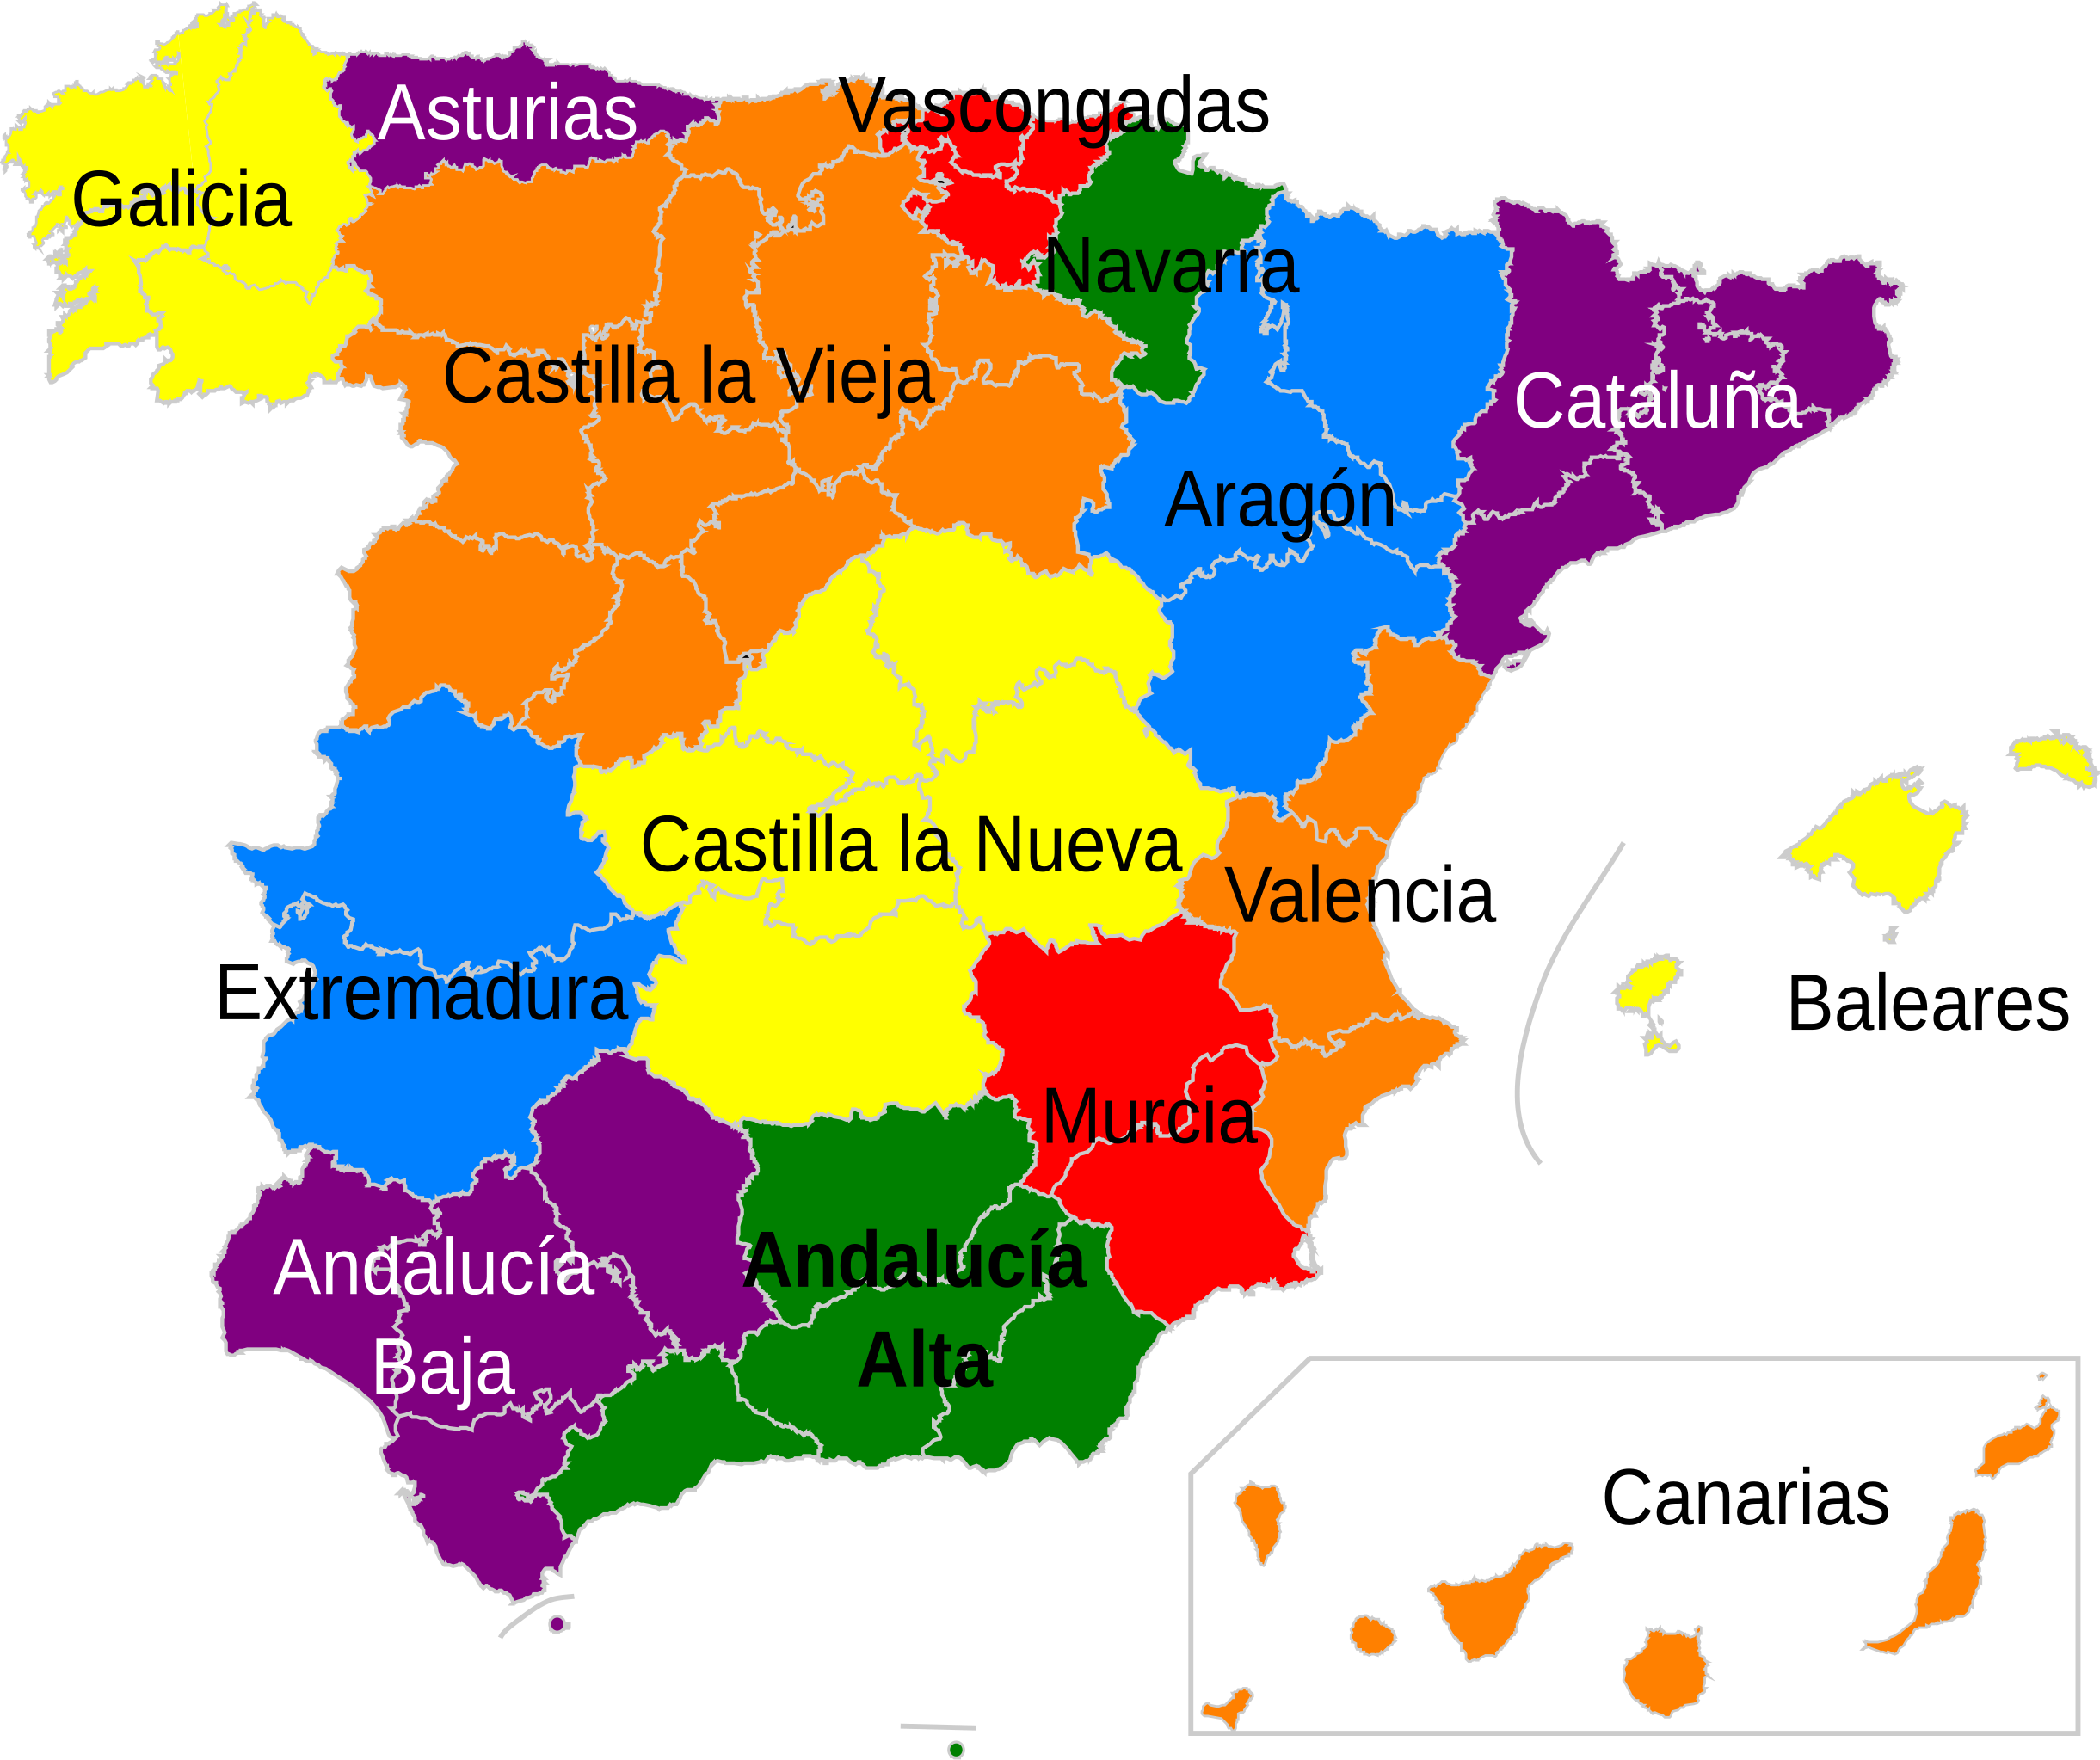 Vascongadas
Asturias
Galicia
Navarra
Castilla la Vieja
Cataluña
Aragón
Castilla la Nueva
Valencia
Extremadura
Baleares
Murcia
Andalucía
Baja
Andalucía
Alta
Canarias